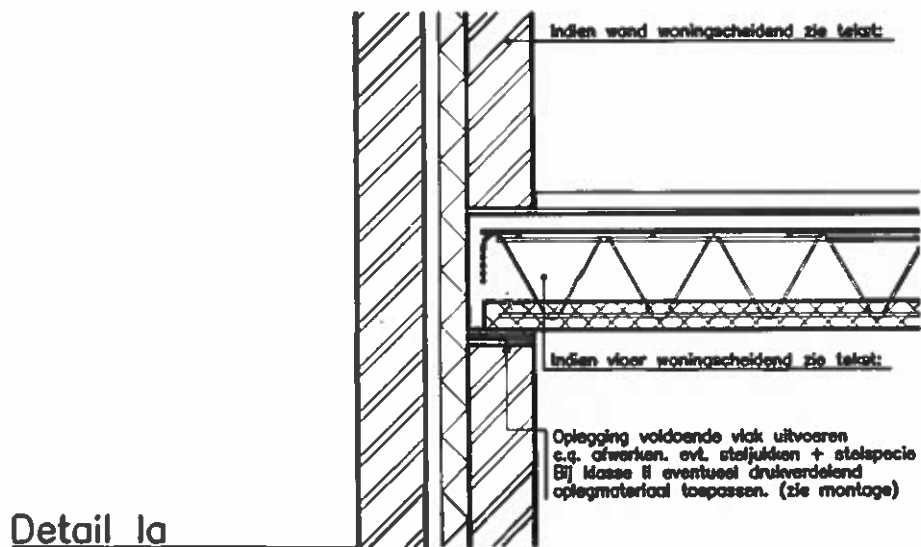 Indien wand woningscheidend zie tekst:
Indien vloer woningscheidend zie tekst:
Oplegging voldoende vlak uitvoeren
c.q. afwerken. evt. steljukken + stelspecie
Bij klasse II eventueel drukverdelend
oplegmateriaal toepassen. (zie montage)
Detail Ia